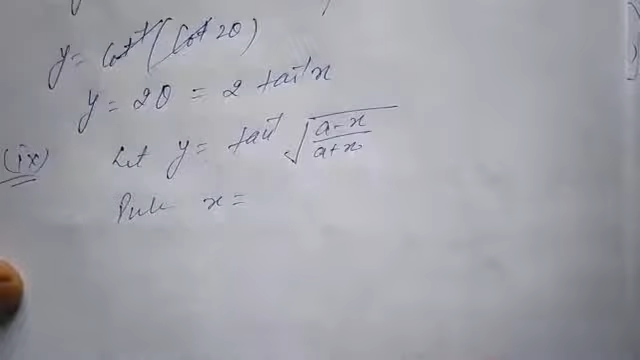 y = cot⁻¹(cot 2θ)
y = 2θ = 2 tan⁻¹x
(ix) Let y = tan⁻¹ √((a-x)/(a+x))
Put x =